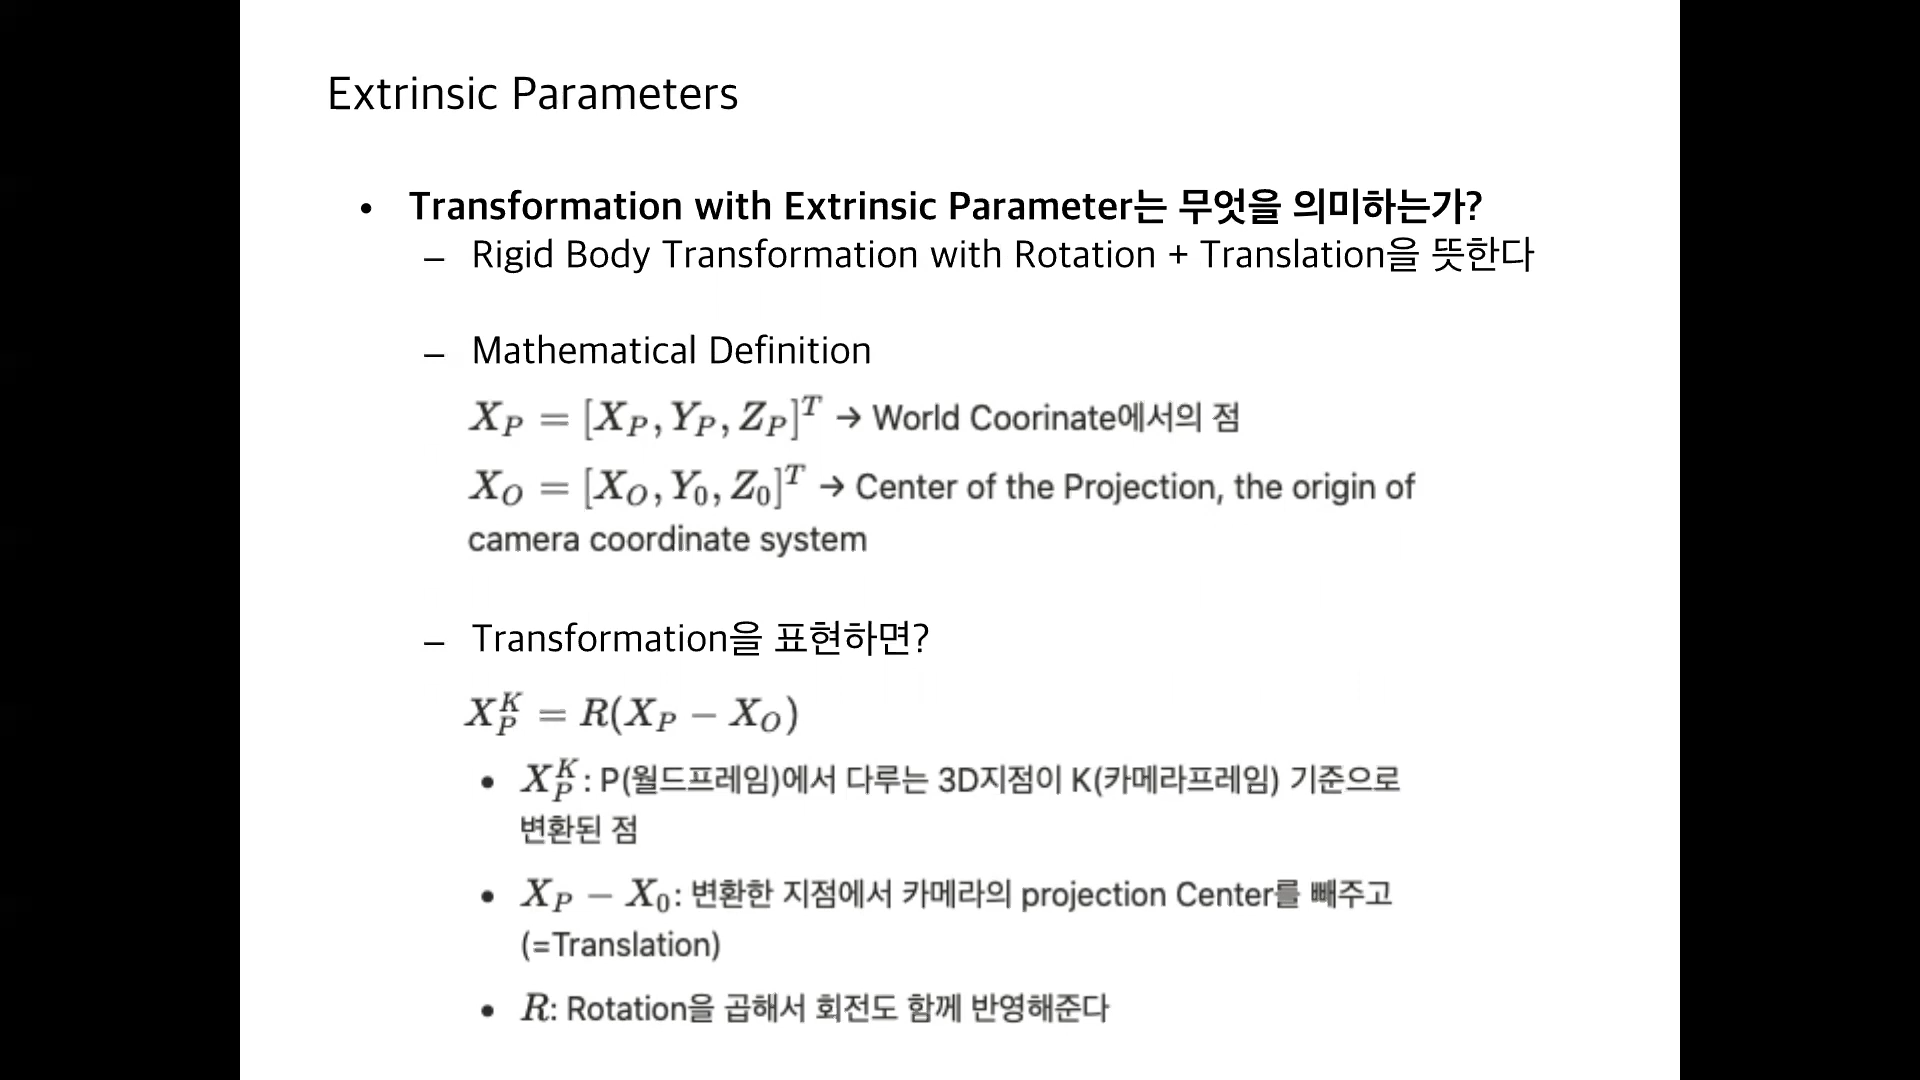 Extrinsic Parameters
• Transformation with Extrinsic Parameter는 무엇을 의미하는가?
– Rigid Body Transformation with Rotation + Translation을 뜻한다
– Mathematical Definition
X_P = [X_P, Y_P, Z_P]^T → World Coorinate에서의 점
X_O = [X_O, Y_0, Z_0]^T → Center of the Projection, the origin of
camera coordinate system
– Transformation을 표현하면?
X_P^K = R(X_P − X_O)
• X_P^K: P(월드프레임)에서 다루는 3D지점이 K(카메라프레임) 기준으로
변환된 점
• X_P − X_0: 변환한 지점에서 카메라의 projection Center를 빼주고
(=Translation)
• R: Rotation을 곱해서 회전도 함께 반영해준다